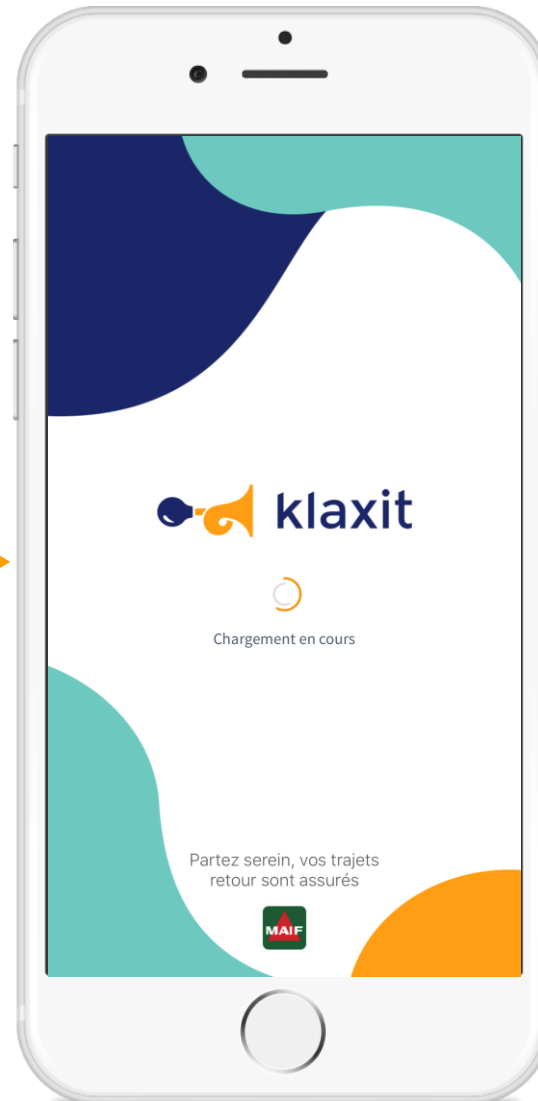 klaxit
Chargement en cours
Partez serein, vos trajets
retour sont assurés
MAIF